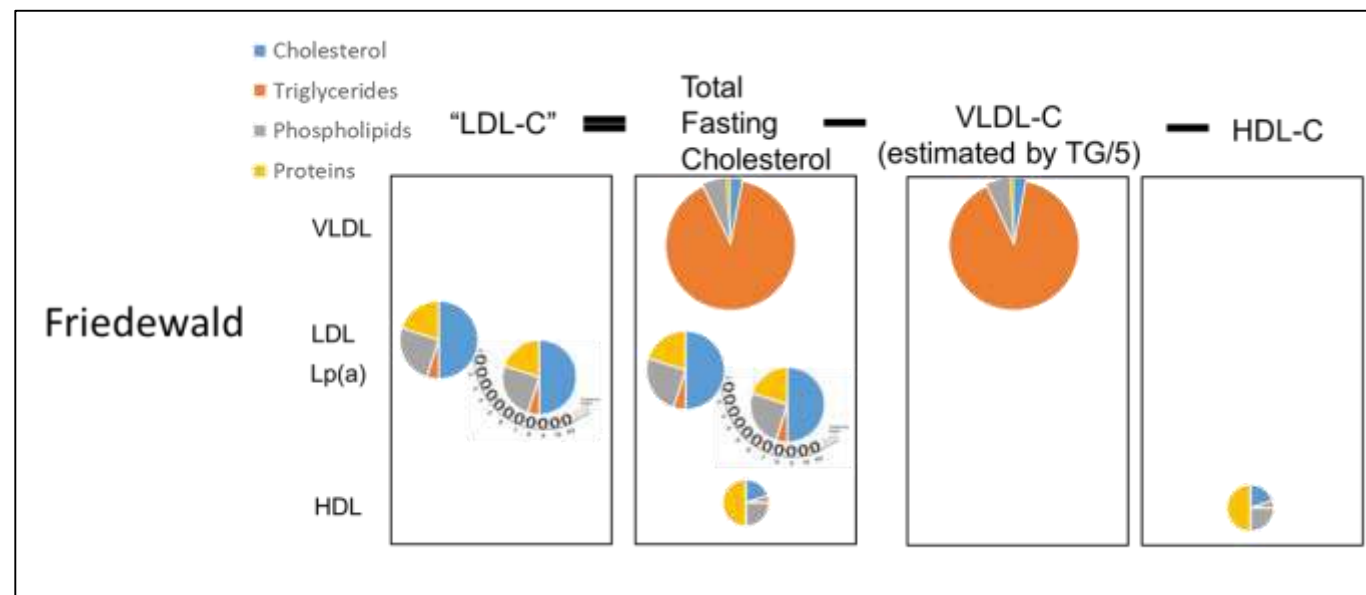 Cholesterol
Triglycerides
Phospholipids
Proteins
“LDL-C” = Total Fasting Cholesterol — VLDL-C (estimated by TG/5) — HDL-C
VLDL
Friedewald
LDL
Lp(a)
HDL